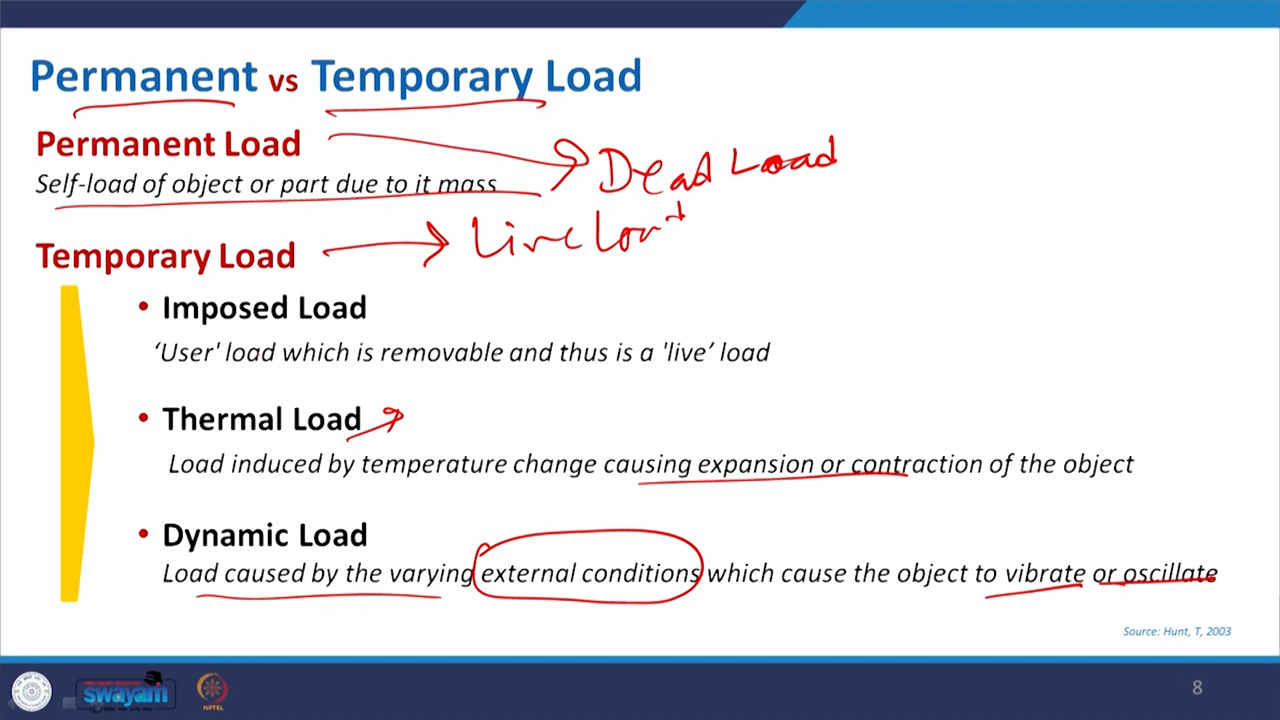 Permanent vs Temporary Load
Permanent Load
Dead Load
Self-load of object or part due to it mass
Live Load
Temporary Load
• Imposed Load
‘User' load which is removable and thus is a 'live’ load
• Thermal Load
Load induced by temperature change causing expansion or contraction of the object
• Dynamic Load
Load caused by the varying external conditions which cause the object to vibrate or oscillate
Source: Hunt, T, 2003
swayam
NPTEL
8